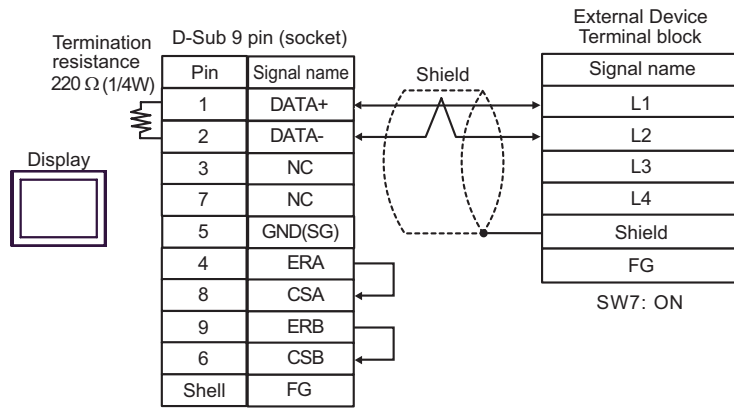 External Device
Terminal block
Termination
resistance
220 Ω (1/4W)
D-Sub 9 pin (socket)
Pin Signal name
1 DATA+
2 DATA-
3 NC
7 NC
5 GND(SG)
4 ERA
8 CSA
9 ERB
6 CSB
Shell FG
Display
Shield
Signal name
L1
L2
L3
L4
Shield
FG
SW7: ON